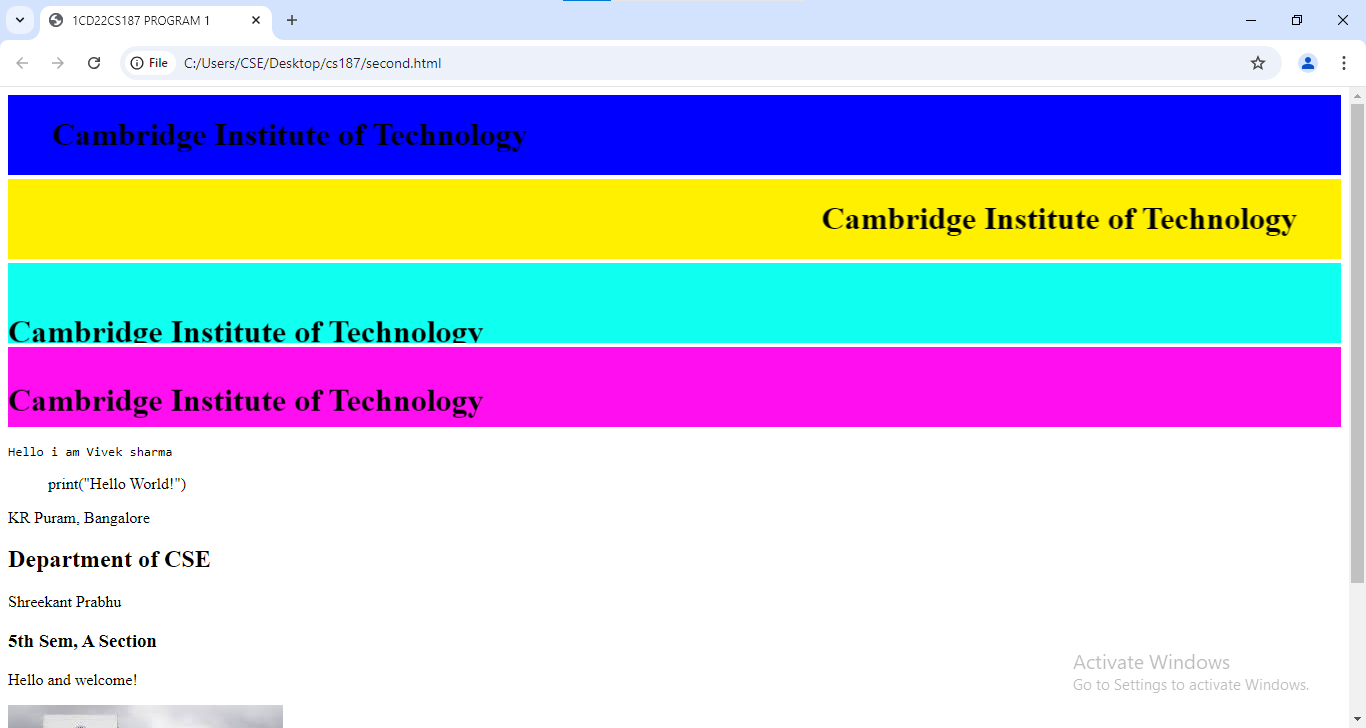 1CD22CS187 PROGRAM 1
File
C:/Users/CSE/Desktop/cs187/second.html
Cambridge Institute of Technology
Cambridge Institute of Technology
Cambridge Institute of Technology
Cambridge Institute of Technology
Hello i am Vivek sharma
print("Hello World!")
KR Puram, Bangalore
Department of CSE
Shreekant Prabhu
5th Sem, A Section
Hello and welcome!
Activate Windows
Go to Settings to activate Windows.